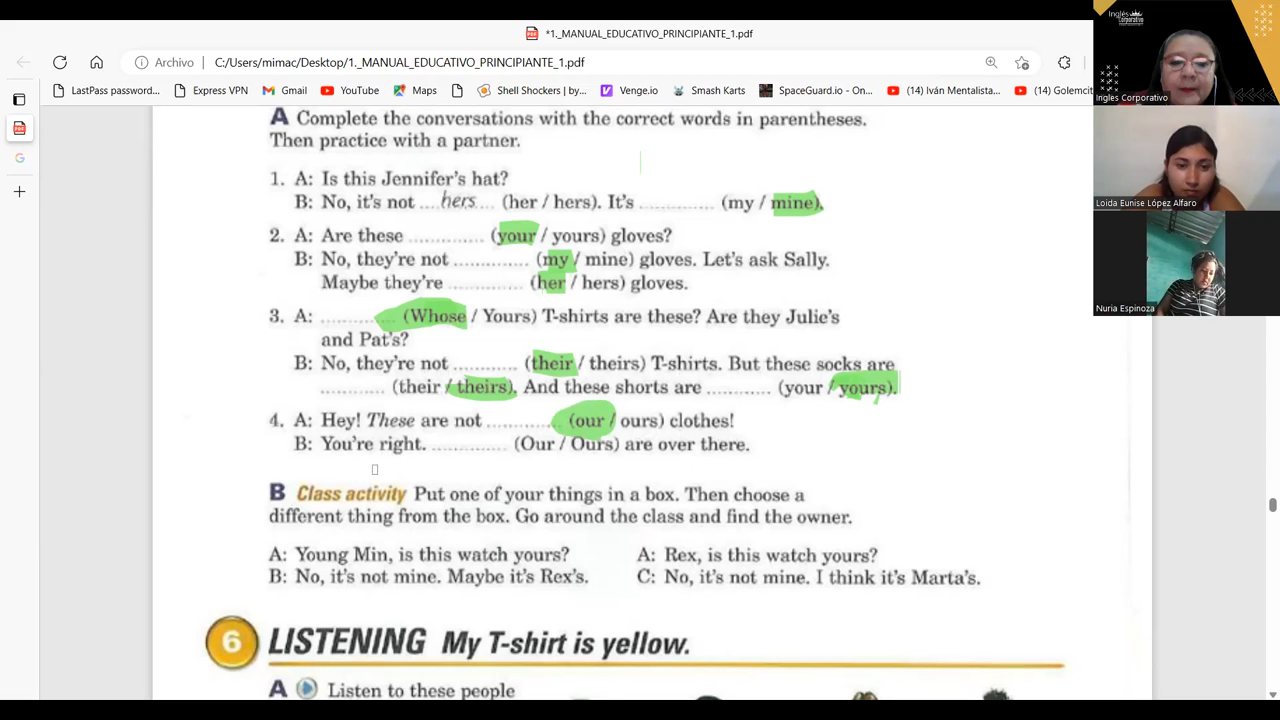 *1._MANUAL_EDUCATIVO_PRINCIPIANTE_1.pdf
Archivo
C:/Users/mimac/Desktop/1._MANUAL_EDUCATIVO_PRINCIPIANTE_1.pdf
LastPass password...
Express VPN
Gmail
YouTube
Maps
Shell Shockers | by...
Venge.io
Smash Karts
SpaceGuard.io - On...
(14) Iván Mentalista...
(14) Golemcit
A Complete the conversations with the correct words in parentheses.
Then practice with a partner.
1. A: Is this Jennifer's hat?
B: No, it's not ....hers.... (her / hers). It's .............. (my / mine).
2. A: Are these .............. (your / yours) gloves?
B: No, they're not .............. (my / mine) gloves. Let's ask Sally.
Maybe they're .............. (her / hers) gloves.
3. A: .............. (Whose / Yours) T-shirts are these? Are they Julie's
and Pat's?
B: No, they're not .............. (their / theirs) T-shirts. But these socks are
.............. (their / theirs). And these shorts are .............. (your / yours).
4. A: Hey! These are not .............. (our / ours) clothes!
B: You're right. .............. (Our / Ours) are over there.
B Class activity Put one of your things in a box. Then choose a
different thing from the box. Go around the class and find the owner.
A: Young Min, is this watch yours?
B: No, it's not mine. Maybe it's Rex's.
A: Rex, is this watch yours?
C: No, it's not mine. I think it's Marta's.
6 LISTENING My T-shirt is yellow.
A Listen to these people
Inglés
Corporativo
Ingles Corporativo
Loida Eunise López Alfaro
Nuria Espinoza